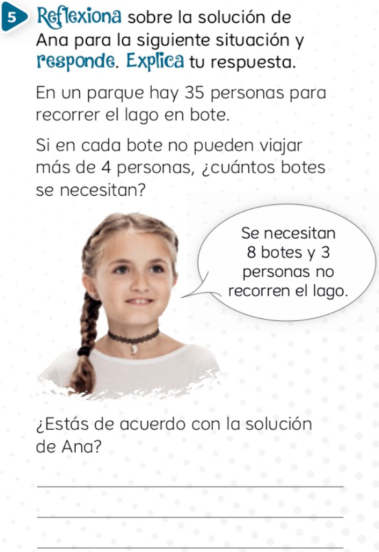 5 Reflexiona sobre la solución de
Ana para la siguiente situación y
responde. Explica tu respuesta.
En un parque hay 35 personas para
recorrer el lago en bote.
Si en cada bote no pueden viajar
más de 4 personas, ¿cuántos botes
se necesitan?
Se necesitan
8 botes y 3
personas no
recorren el lago.
¿Estás de acuerdo con la solución
de Ana?